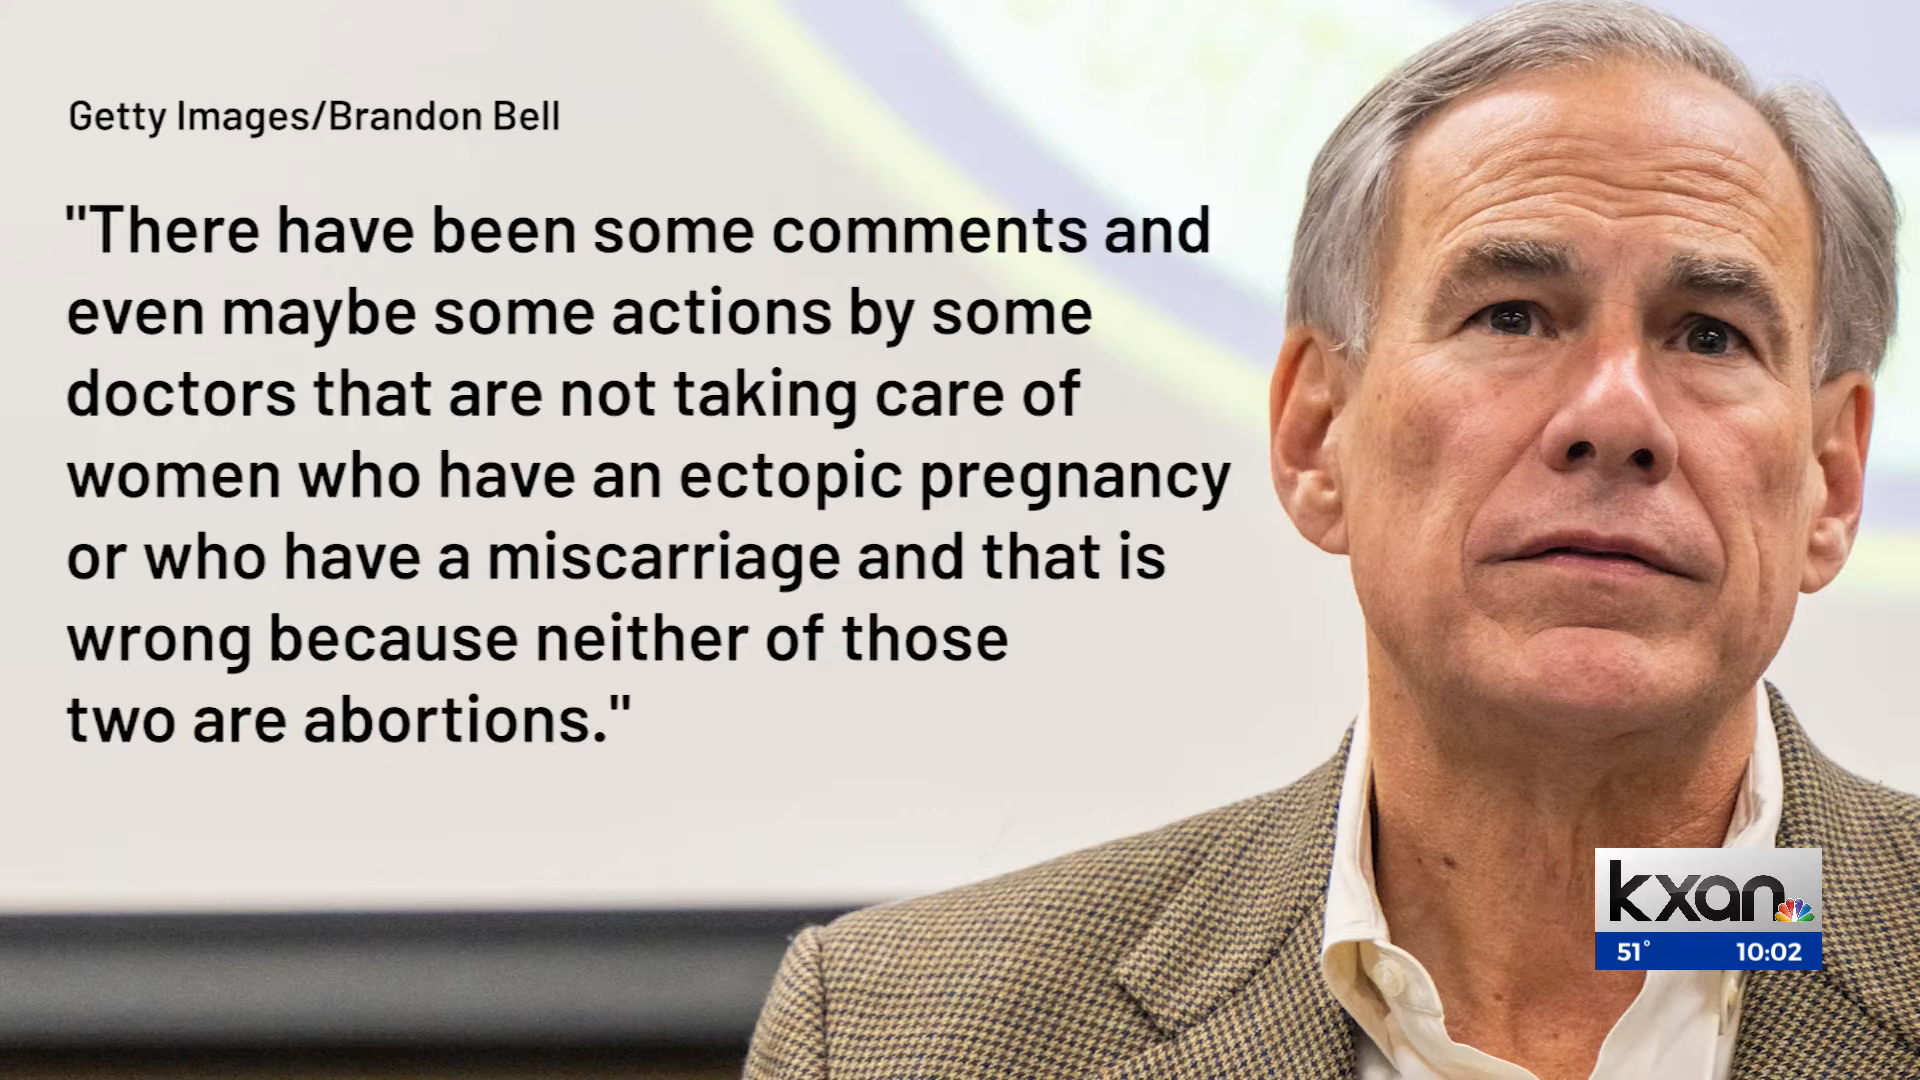 Getty Images/Brandon Bell
"There have been some comments and
even maybe some actions by some
doctors that are not taking care of
women who have an ectopic pregnancy
or who have a miscarriage and that is
wrong because neither of those
two are abortions."
kxan
51° 10:02